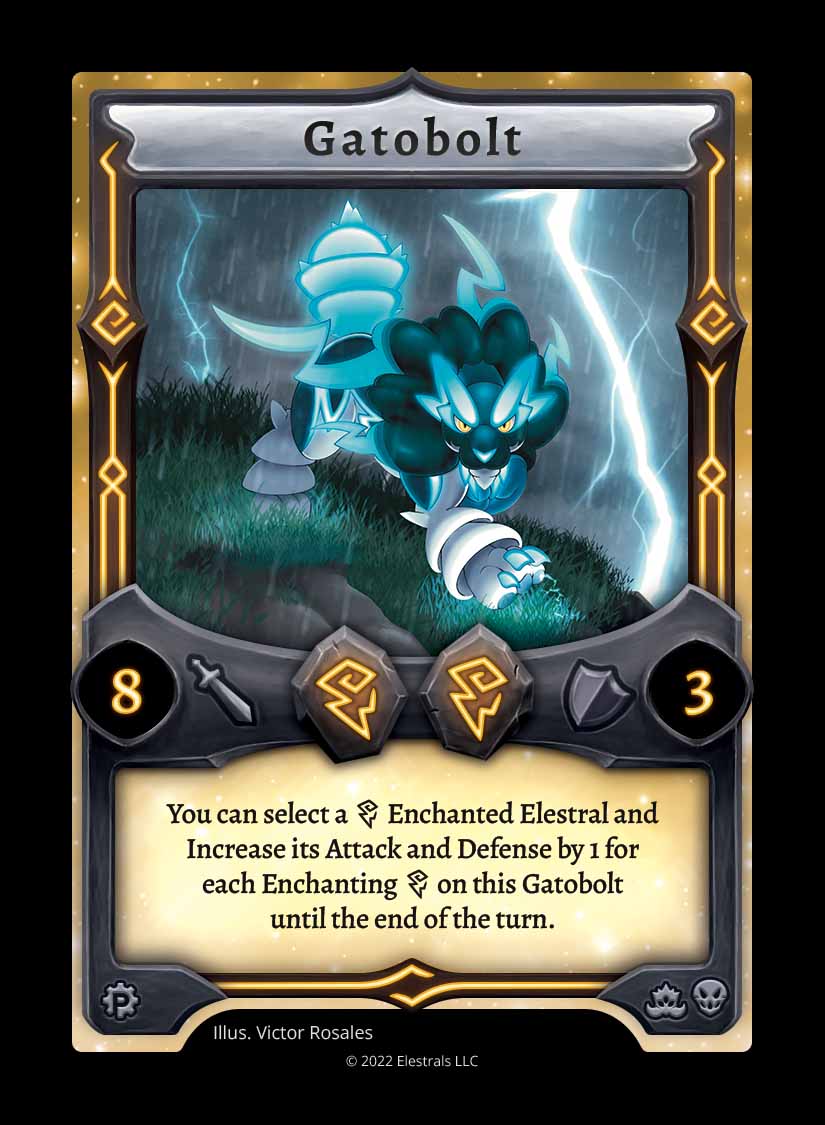 Gatobolt
8
3
You can select a Enchanted Elestral and
Increase its Attack and Defense by 1 for
each Enchanting on this Gatobolt
until the end of the turn.
P
Illus. Victor Rosales
© 2022 Elestrals LLC